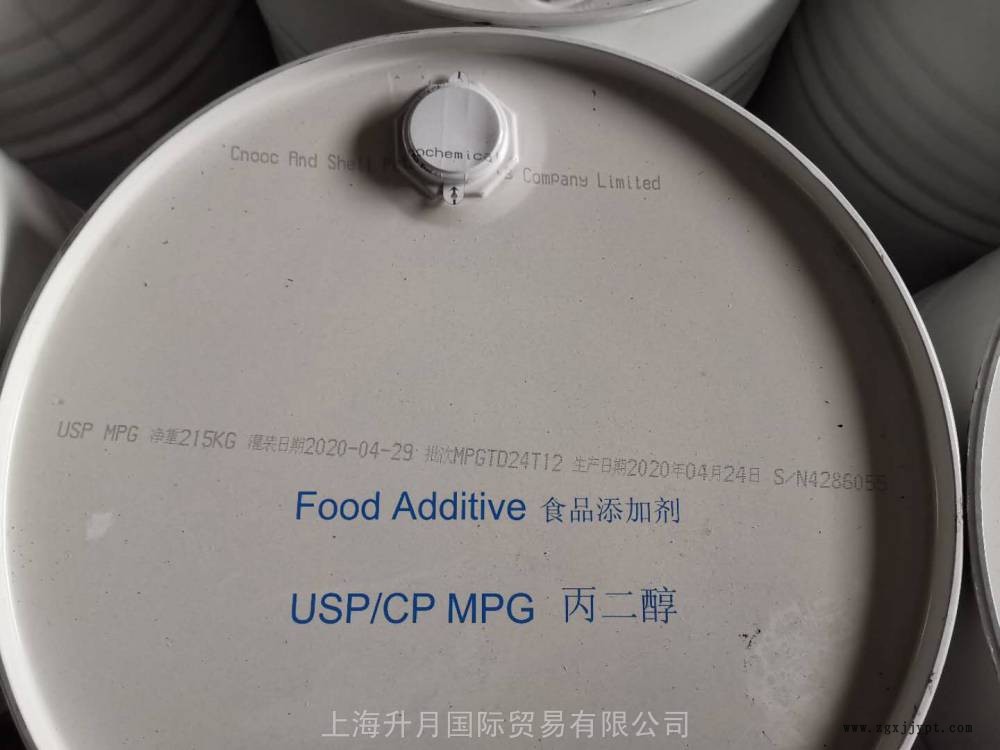 Cnooc And Shell ochemica s Company Limited
USP MPG 净重215KG 灌装日期2020-04-29 批次MPGTD24T12 生产日期2020年04月24日 S/N4286055
Food Additive 食品添加剂
USP/CP MPG 丙二醇
上海升月国际贸易有限公司
www.zgxjjypt.com